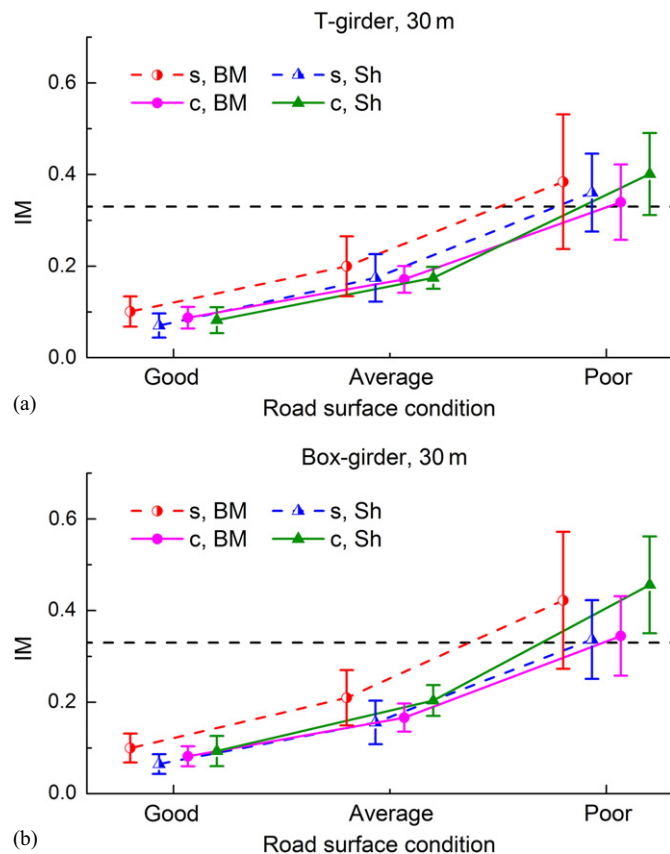 T-girder, 30 m
0.6
s, BM s, Sh
c, BM c, Sh
0.4
IM
0.2
0.0
Good Average Poor
(a)
Road surface condition
Box-girder, 30 m
0.6
s, BM s, Sh
c, BM c, Sh
0.4
IM
0.2
0.0
Good Average Poor
(b)
Road surface condition